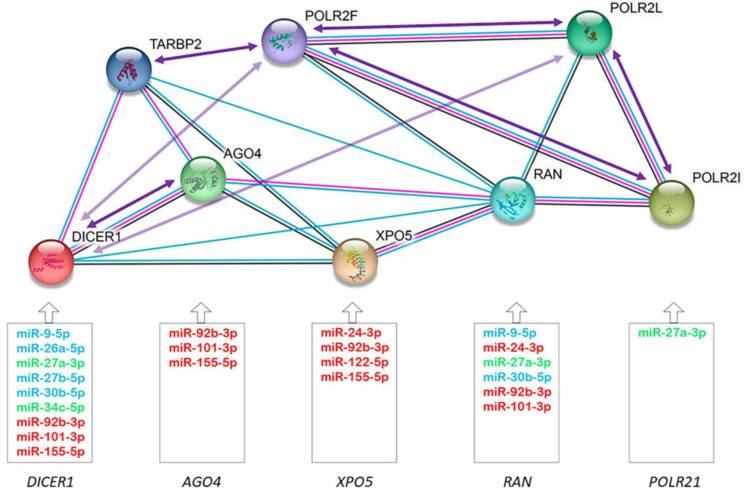 POLR2L
POLR2F
TARBP2
AGO4
RAN
POLR2I
DICER1
XPO5
miR-9-5p
miR-26a-5p
miR-27a-3p
miR-27b-5p
miR-30b-5p
miR-34c-5p
miR-92b-3p
miR-101-3p
miR-155-5p
DICER1
miR-92b-3p
miR-101-3p
miR-155-5p
AGO4
miR-24-3p
miR-92b-3p
miR-122-5p
miR-155-5p
XPO5
miR-9-5p
miR-24-3p
miR-27a-3p
miR-30b-5p
miR-92b-3p
miR-101-3p
RAN
miR-27a-3p
POLR21